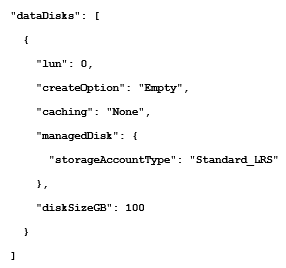 "dataDisks": [
  {
    "lun": 0,
    "createOption": "Empty",
    "caching": "None",
    "managedDisk": {
      "storageAccountType": "Standard_LRS"
    },
    "diskSizeGB": 100
  }
]